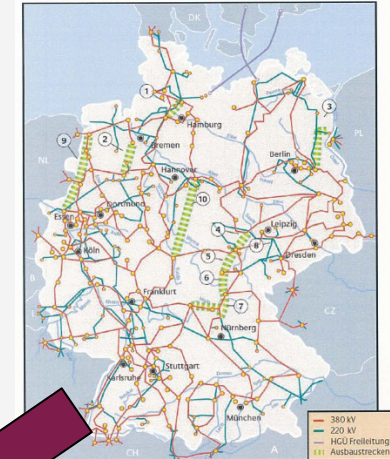 DK
S
1
3
Hamburg
PL
9
2
Bremen
NL
Berlin
Hannover
10
Dortmund
Essen
4
Leipzig
8
Köln
5
Dresden
6
B
Frankfurt
7
CZ
Nürnberg
Stuttgart
Karlsruhe
München
CH
A
380 kV
220 kV
HGÜ Freileitung
Ausbaustrecken